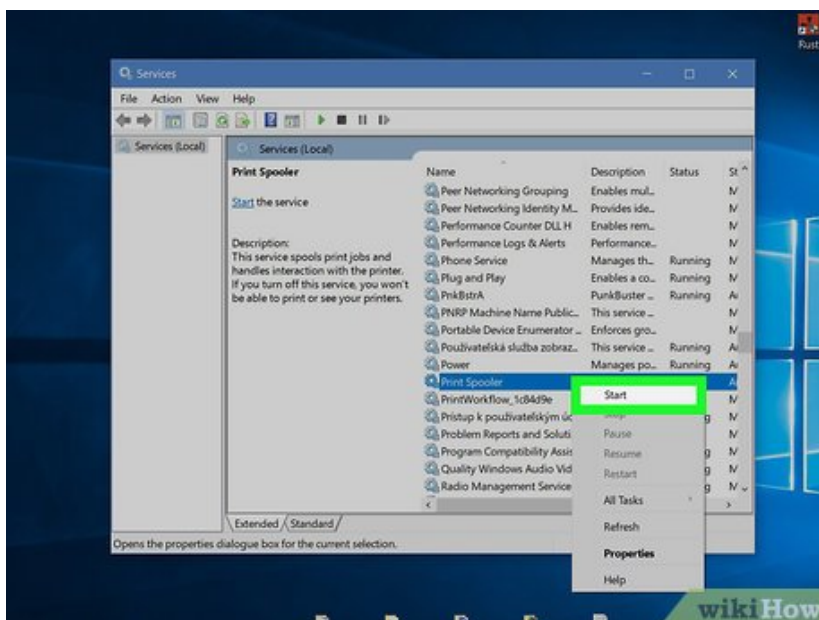 Rust
Services
File Action View Help
Services (Local)
Services (Local)
Print Spooler
Start the service
Description:
This service spools print jobs and
handles interaction with the printer.
If you turn off this service, you won't
be able to print or see your printers.
Name Description Status St
Peer Networking Grouping Enables mul...
Peer Networking Identity M... Provides ide...
Performance Counter DLL H Enables rem...
Performance Logs & Alerts Performance...
Phone Service Manages th... Running
Plug and Play Enables a co... Running
PnkBstrA PunkBuster ... Running
PNRP Machine Name Public... This service ...
Portable Device Enumerator ... Enforces gro...
Používatelská služba zobraz... This service ... Running
Power Manages po... Running
Print Spooler
PrintWorkflow_1c84d9e
Prístup k používatelským úc
Problem Reports and Soluti
Program Compatibility Assis
Quality Windows Audio Vid
Radio Management Service
Start
Pause
Resume
Restart
All Tasks
Refresh
Properties
Help
Extended Standard
Opens the properties dialogue box for the current selection.
wikiHow